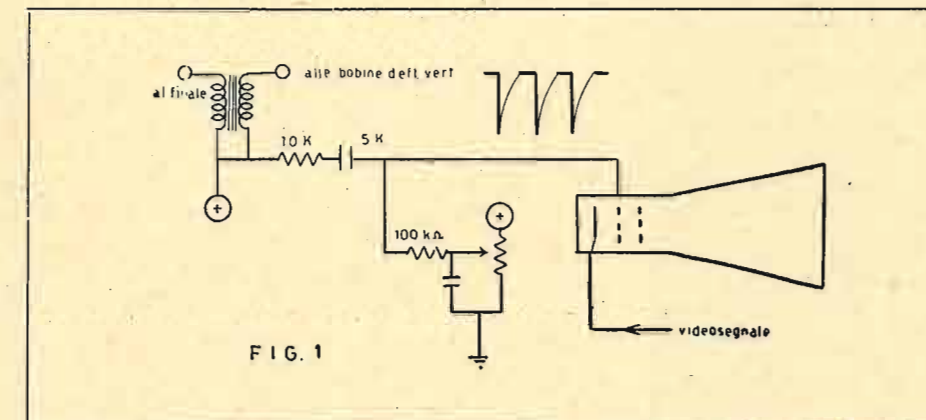 alle bobine defl. vert
al finale
10 K
5 K
+
+
100 kΩ
videosegnale
FIG. 1